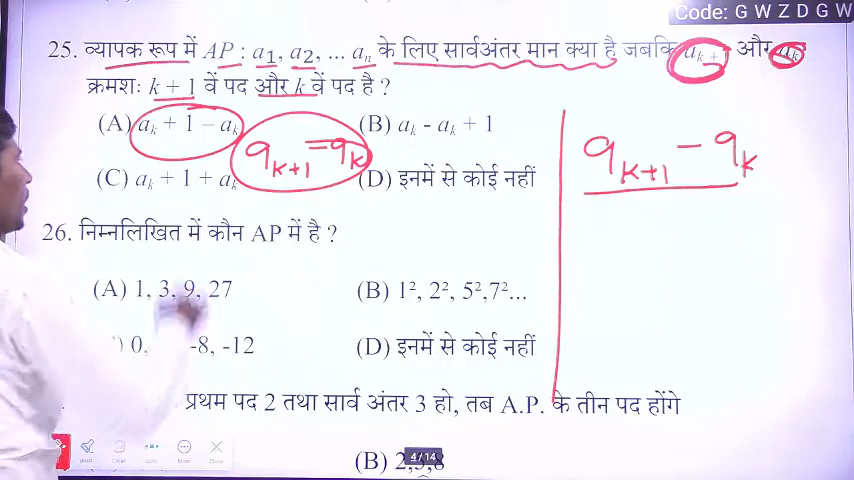 Code: G W Z D G W
25. व्यापक रूप में AP : a₁, a₂, ... aₙ के लिए सार्वअंतर मान क्या है जबकि aₖ₊₁ और aₖ
क्रमशः k + 1 वें पद और k वें पद है ?
(A) aₖ + 1 – aₖ (B) aₖ - aₖ + 1
aₖ₊₁ - aₖ
aₖ₊₁ - aₖ
(C) aₖ + 1 + aₖ (D) इनमें से कोई नहीं
26. निम्नलिखित में कौन AP में है ?
(A) 1, 3, 9, 27 (B) 1², 2², 5²,7²...
) 0, -8, -12 (D) इनमें से कोई नहीं
प्रथम पद 2 तथा सार्व अंतर 3 हो, तब A.P. के तीन पद होंगे
(B) 2,5,8
4/14